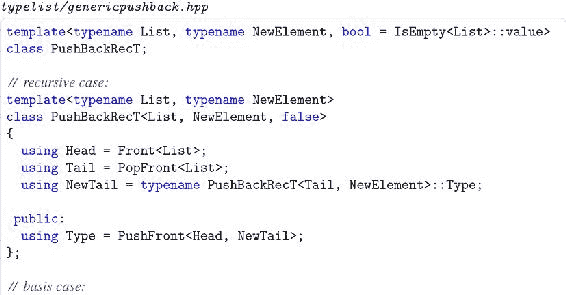 typelist/genericpushback.hpp
template<typename List, typename NewElement, bool = IsEmpty<List>::value>
class PushBackRecT;
// recursive case:
template<typename List, typename NewElement>
class PushBackRecT<List, NewElement, false>
{
using Head = Front<List>;
using Tail = PopFront<List>;
using NewTail = typename PushBackRecT<Tail, NewElement>::Type;
public:
using Type = PushFront<Head, NewTail>;
};
// basis case: